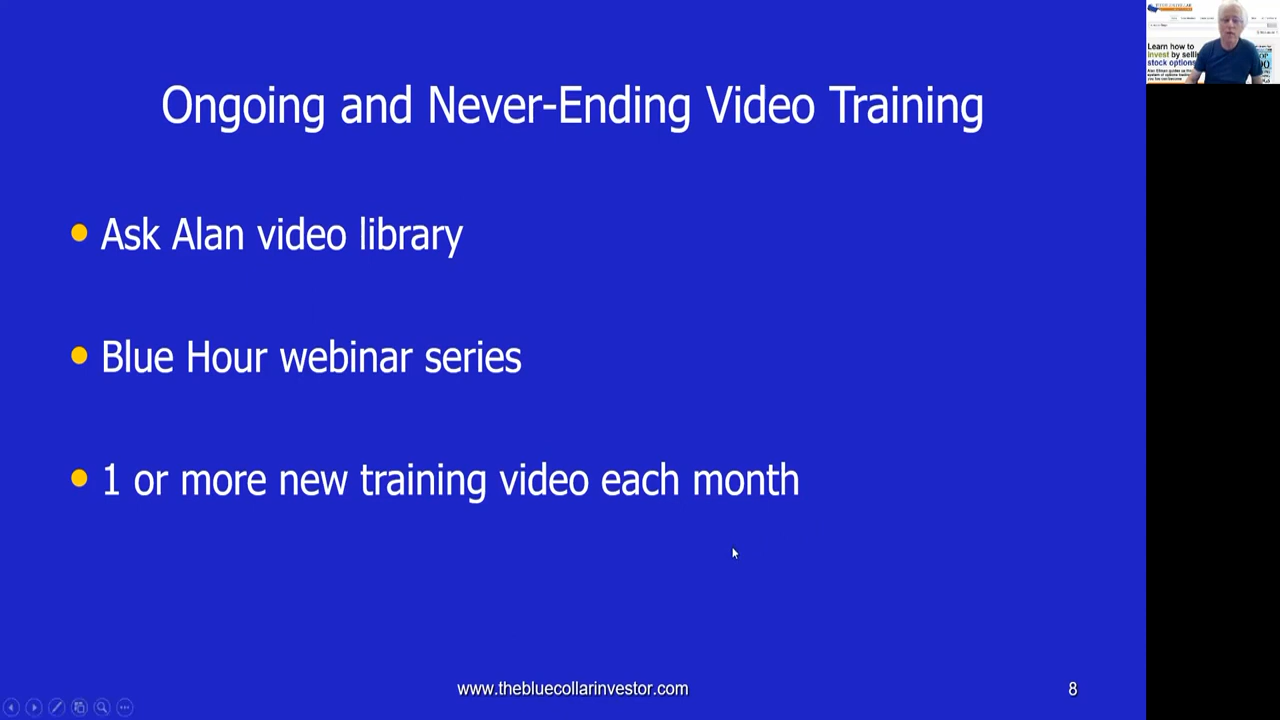 Ongoing and Never-Ending Video Training
Ask Alan video library
Blue Hour webinar series
1 or more new training video each month
www.thebluecollarinvestor.com
8
Learn how to
invest by
stock option